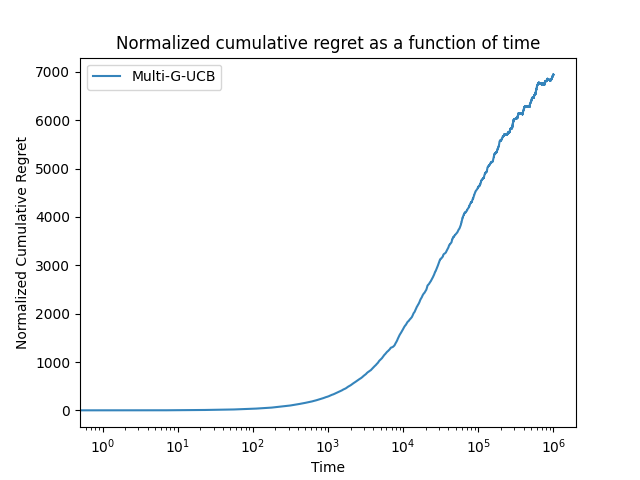 Normalized cumulative regret as a function of time
Multi-G-UCB
Normalized Cumulative Regret
7000
6000
5000
4000
3000
2000
1000
0
10⁰ 10¹ 10² 10³ 10⁴ 10⁵ 10⁶
Time